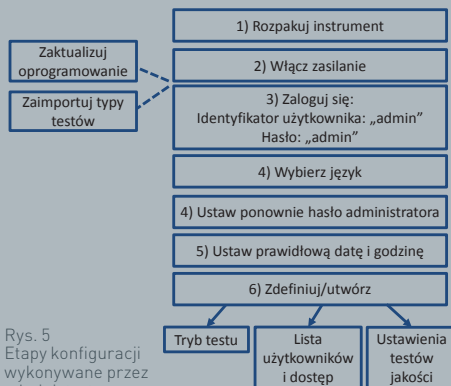 1) Rozpakuj instrument
Zaktualizuj
oprogramowanie
2) Włącz zasilanie
Zaimportuj typy
testów
3) Zaloguj się:
Identyfikator użytkownika: „admin”
Hasło: „admin”
4) Wybierz język
4) Ustaw ponownie hasło administratora
5) Ustaw prawidłową datę i godzinę
6) Zdefiniuj/utwórz
Tryb testu
Lista
użytkowników
i dostęp
Ustawienia
testów
jakości
Rys. 5
Etapy konfiguracji
wykonywane przez